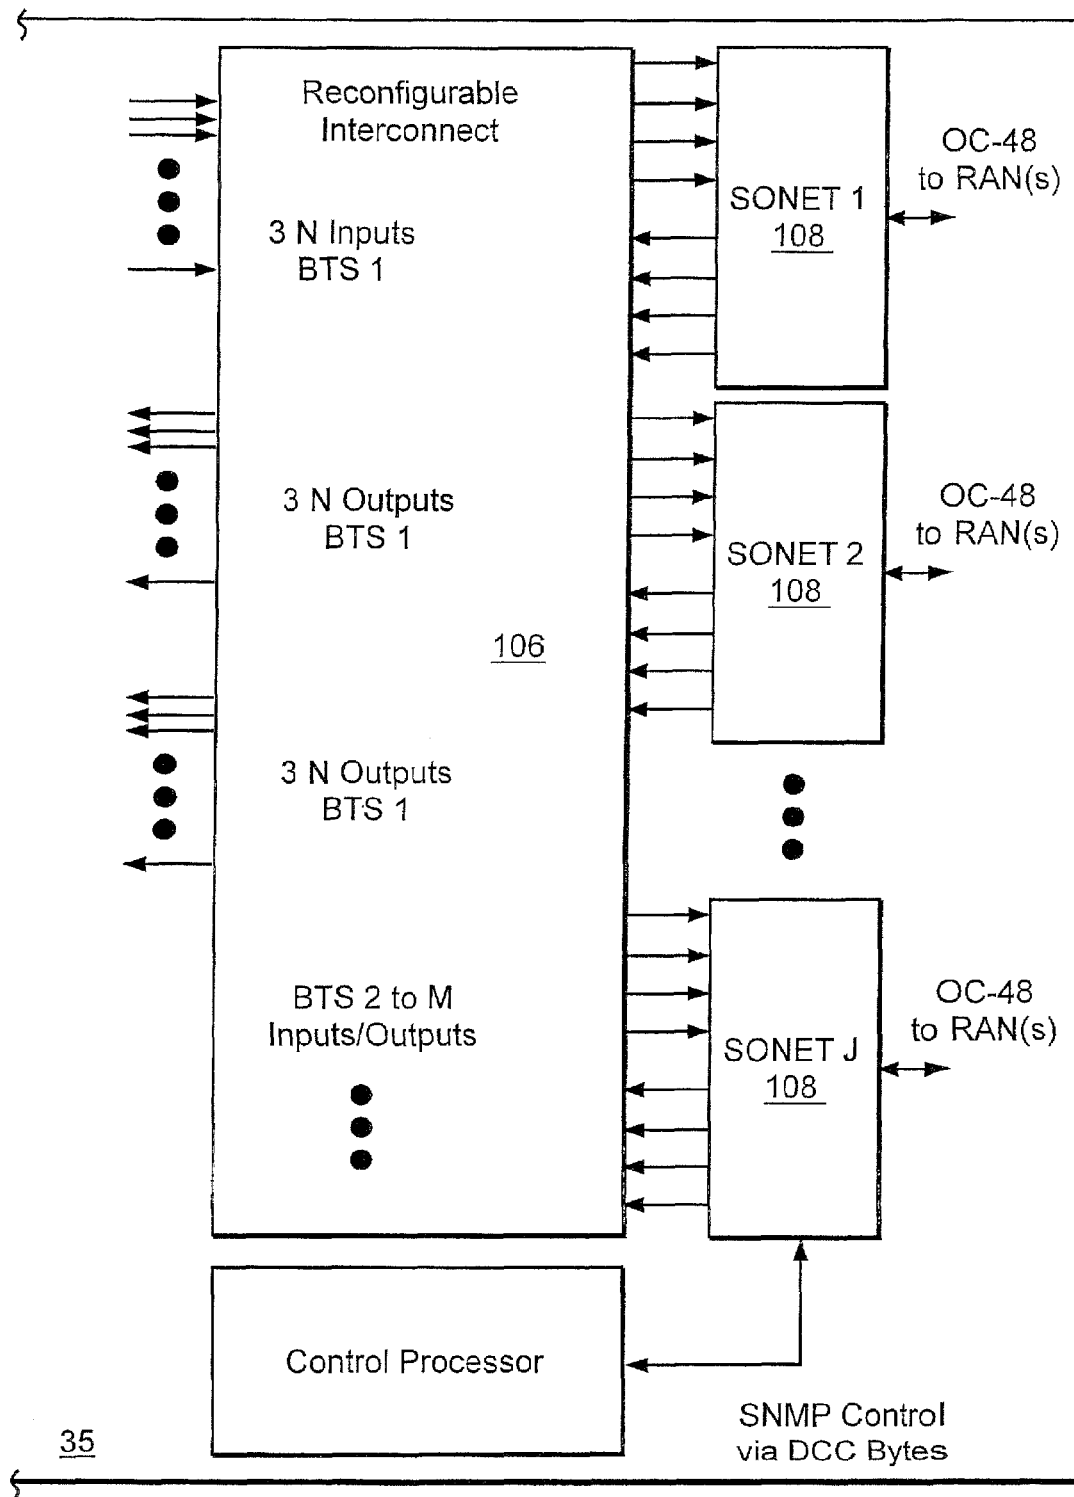 Reconfigurable
Interconnect
3 N Inputs
BTS 1
3 N Outputs
BTS 1
106
3 N Outputs
BTS 1
BTS 2 to M
Inputs/Outputs
SONET 1
108
OC-48
to RAN(s)
SONET 2
108
OC-48
to RAN(s)
SONET J
108
OC-48
to RAN(s)
Control Processor
SNMP Control
via DCC Bytes
35